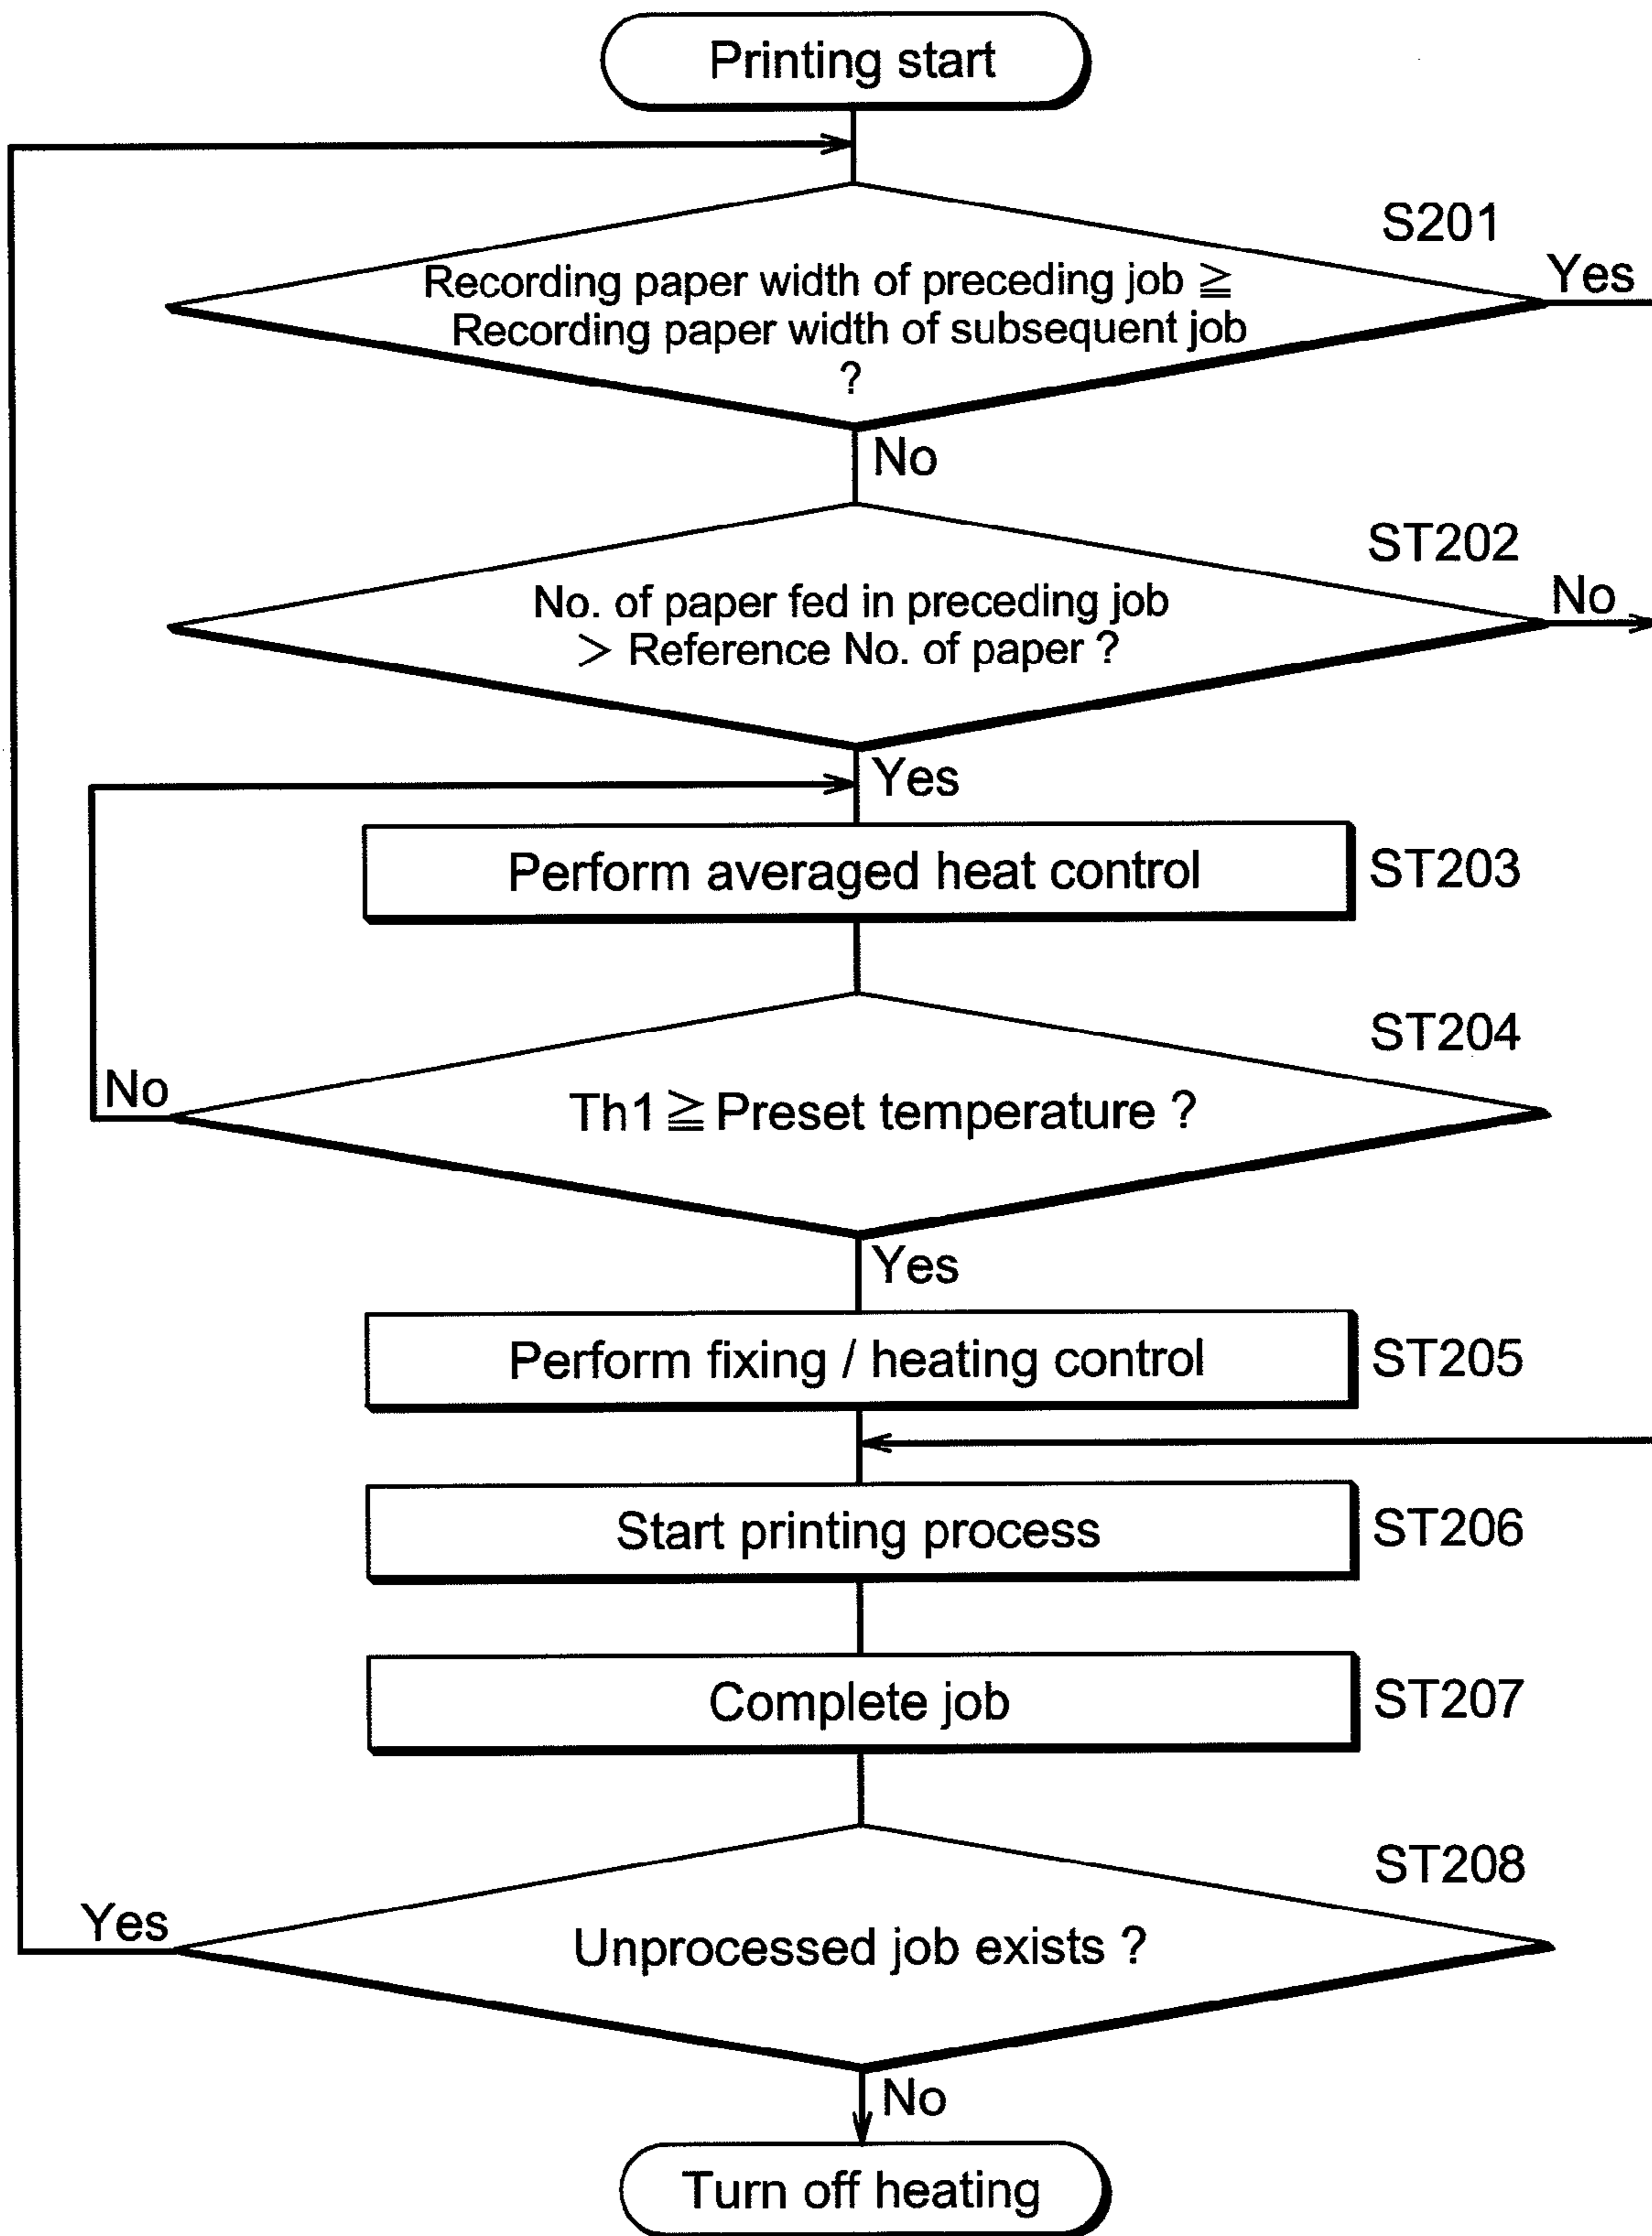 Printing start
S201
Yes
Recording paper width of preceding job ≧
Recording paper width of subsequent job
?
No
ST202
No
No. of paper fed in preceding job
> Reference No. of paper ?
Yes
Perform averaged heat control
ST203
ST204
No
Th1 ≧ Preset temperature ?
Yes
Perform fixing / heating control
ST205
Start printing process
ST206
Complete job
ST207
ST208
Yes
Unprocessed job exists ?
No
Turn off heating